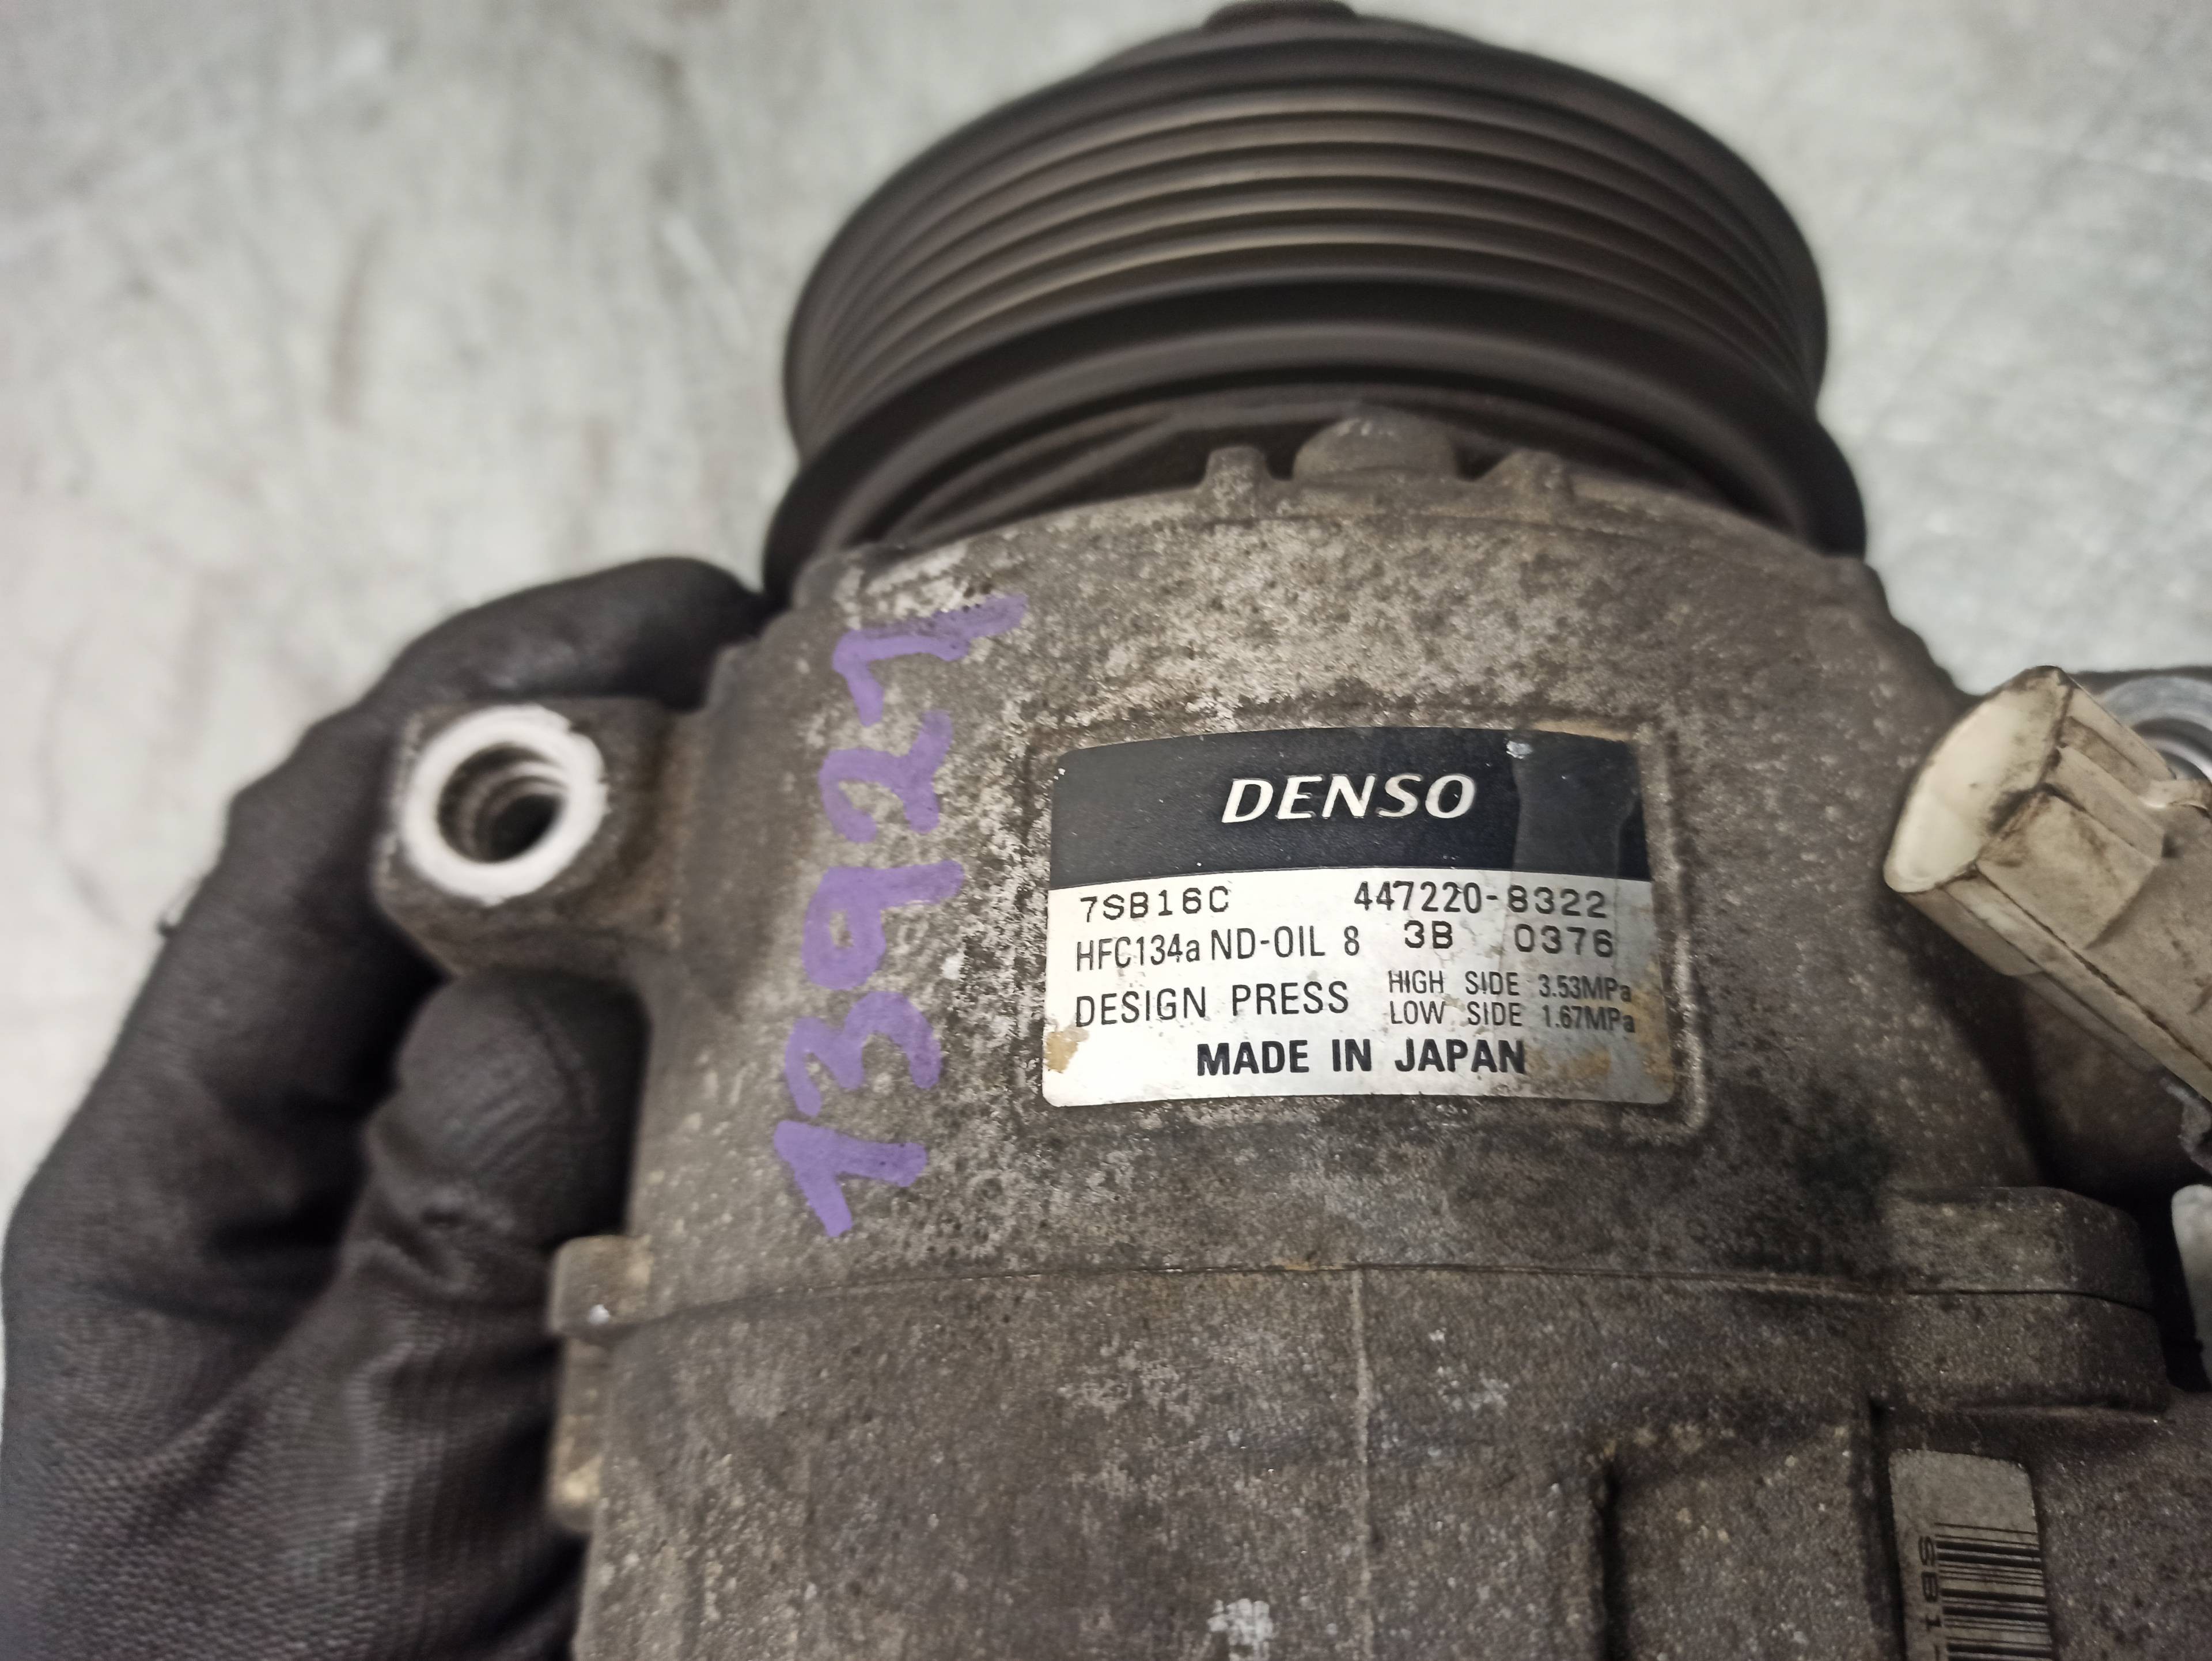 DENSO
7SB16C 447220-8322
HFC134a ND-OIL 8 3B 0376
DESIGN PRESS HIGH SIDE 3.53MPa
LOW SIDE 1.67MPa
MADE IN JAPAN
13921